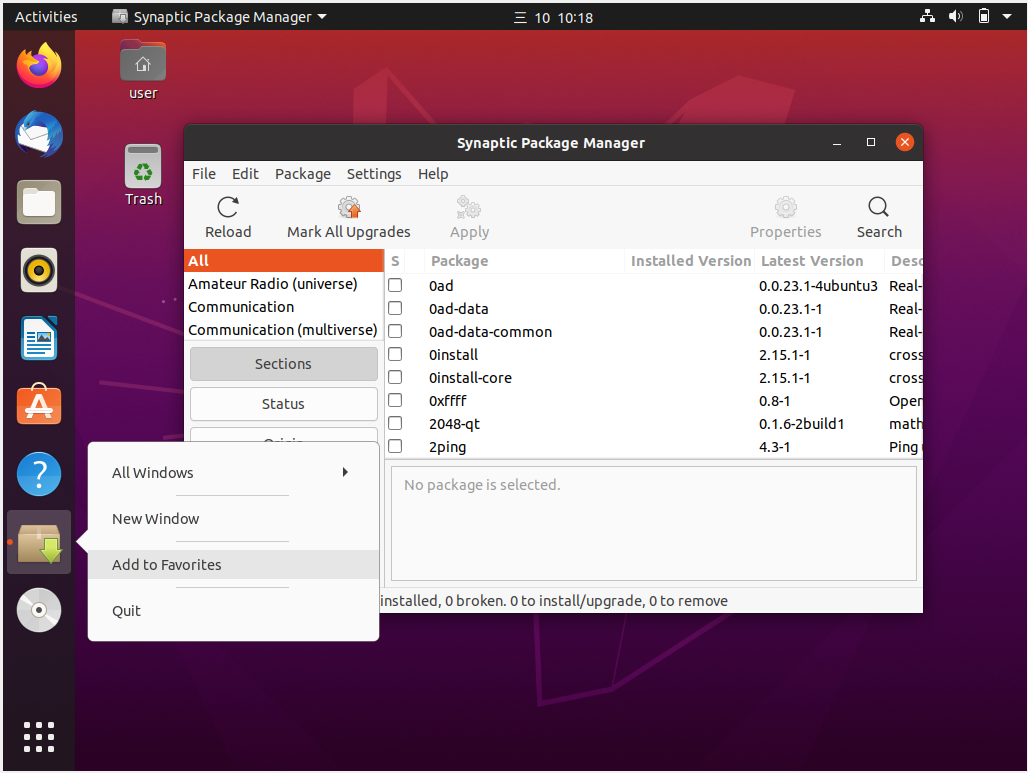 Activities
Synaptic Package Manager
三 10 10:18
user
Trash
Synaptic Package Manager
File Edit Package Settings Help
Reload Mark All Upgrades Apply Properties Search
All
Amateur Radio (universe)
Communication
Communication (multiverse)
Sections
Status
S Package Installed Version Latest Version Desc
0ad 0.0.23.1-4ubuntu3 Real-
0ad-data 0.0.23.1-1 Real-
0ad-data-common 0.0.23.1-1 Real-
0install 2.15.1-1 cross
0install-core 2.15.1-1 cross
0xffff 0.8-1 Open
2048-qt 0.1.6-2build1 math
2ping 4.3-1 Ping
No package is selected.
installed, 0 broken. 0 to install/upgrade, 0 to remove
All Windows
New Window
Add to Favorites
Quit